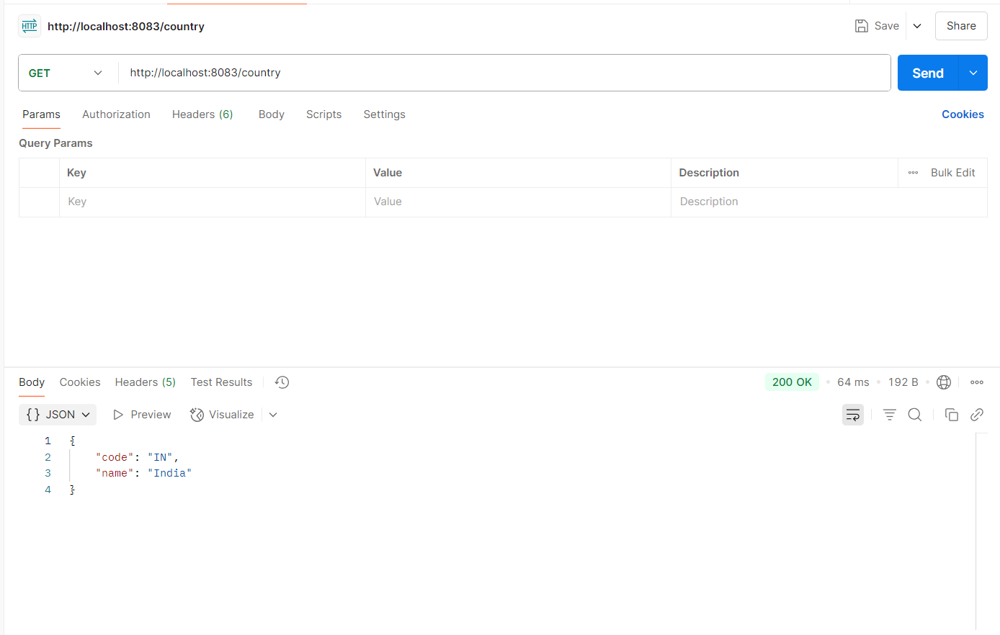 HTTP http://localhost:8083/country Save Share
GET http://localhost:8083/country Send
Params Authorization Headers (6) Body Scripts Settings Cookies
Query Params
Key Value Description Bulk Edit
Key Value Description
Body Cookies Headers (5) Test Results 200 OK 64 ms 192 B
{} JSON Preview Visualize
1 {
2 "code": "IN",
3 "name": "India"
4 }